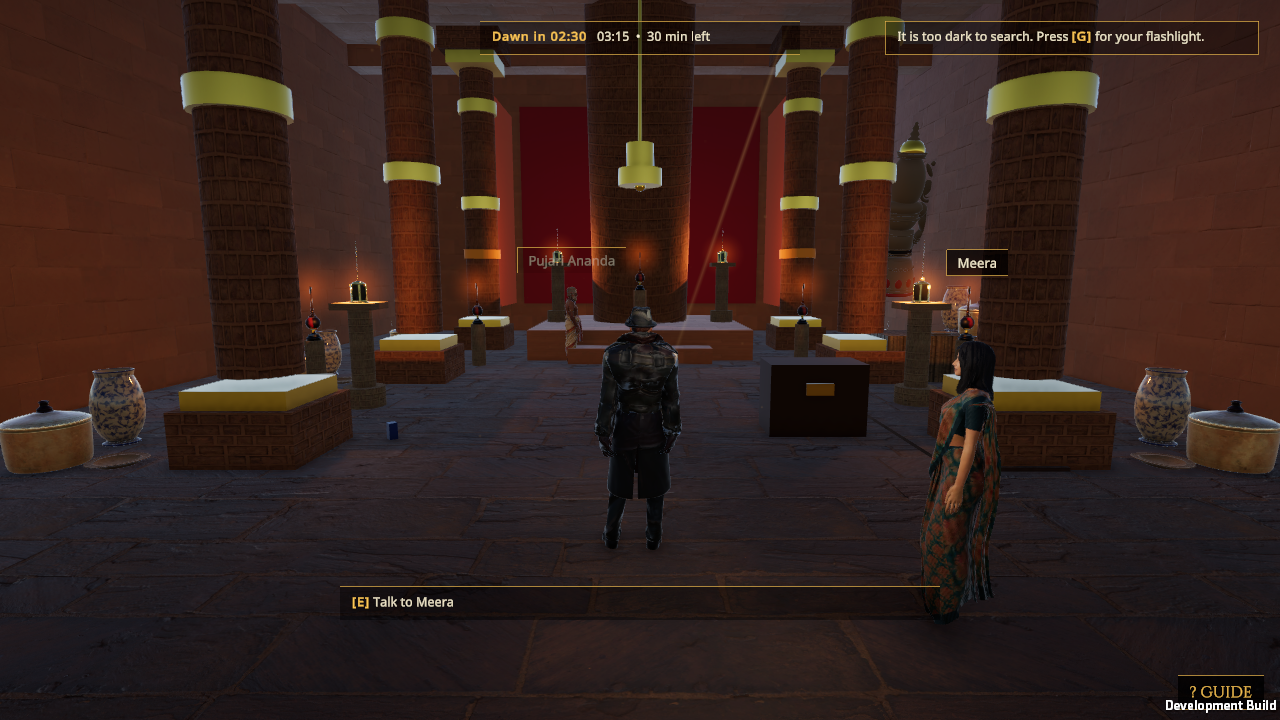 Dawn in 02:30 03:15 • 30 min left
It is too dark to search. Press [G] for your flashlight.
Pujari Ananda
Meera
[E] Talk to Meera
? GUIDE
Development Build